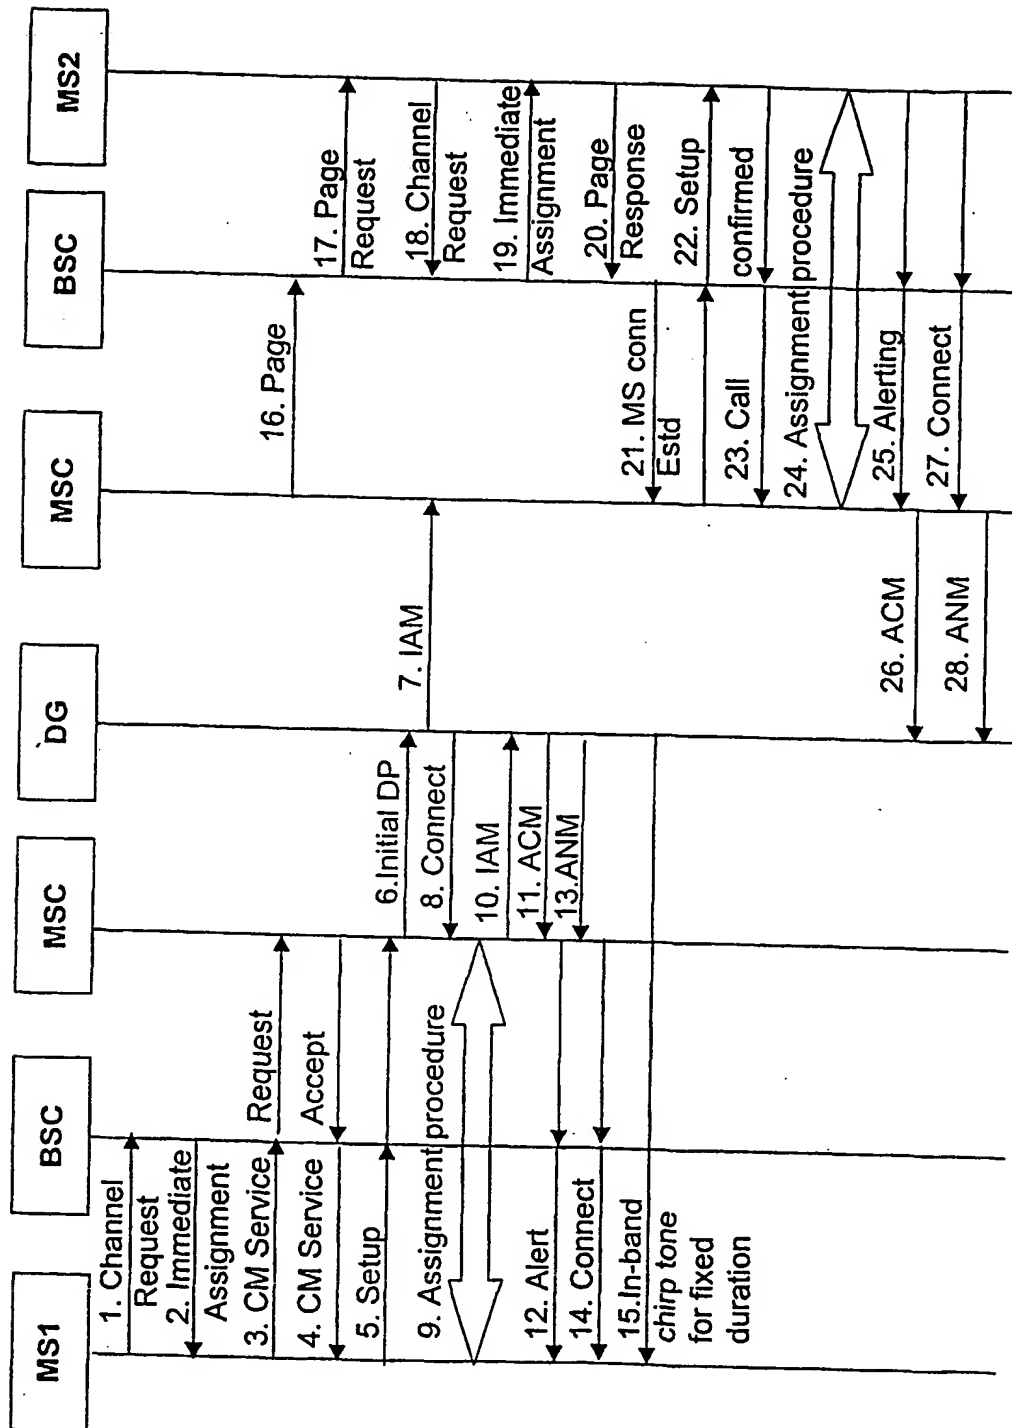 MS1
BSC
MSC
DG
MSC
BSC
MS2
1. Channel
Request
2. Immediate
Assignment
3. CM Service
Request
4. CM Service
Accept
5. Setup
6.Initial DP
7. IAM
8. Connect
9. Assignment procedure
10. IAM
11. ACM
12. Alert
13.ANM
14. Connect
15.In-band
chirp tone
for fixed
duration
16. Page
17. Page
Request
18. Channel
Request
19. Immediate
Assignment
20. Page
Response
21. MS conn
Estd
22. Setup
23. Call
confirmed
24. Assignment procedure
25. Alerting
26. ACM
27. Connect
28. ANM